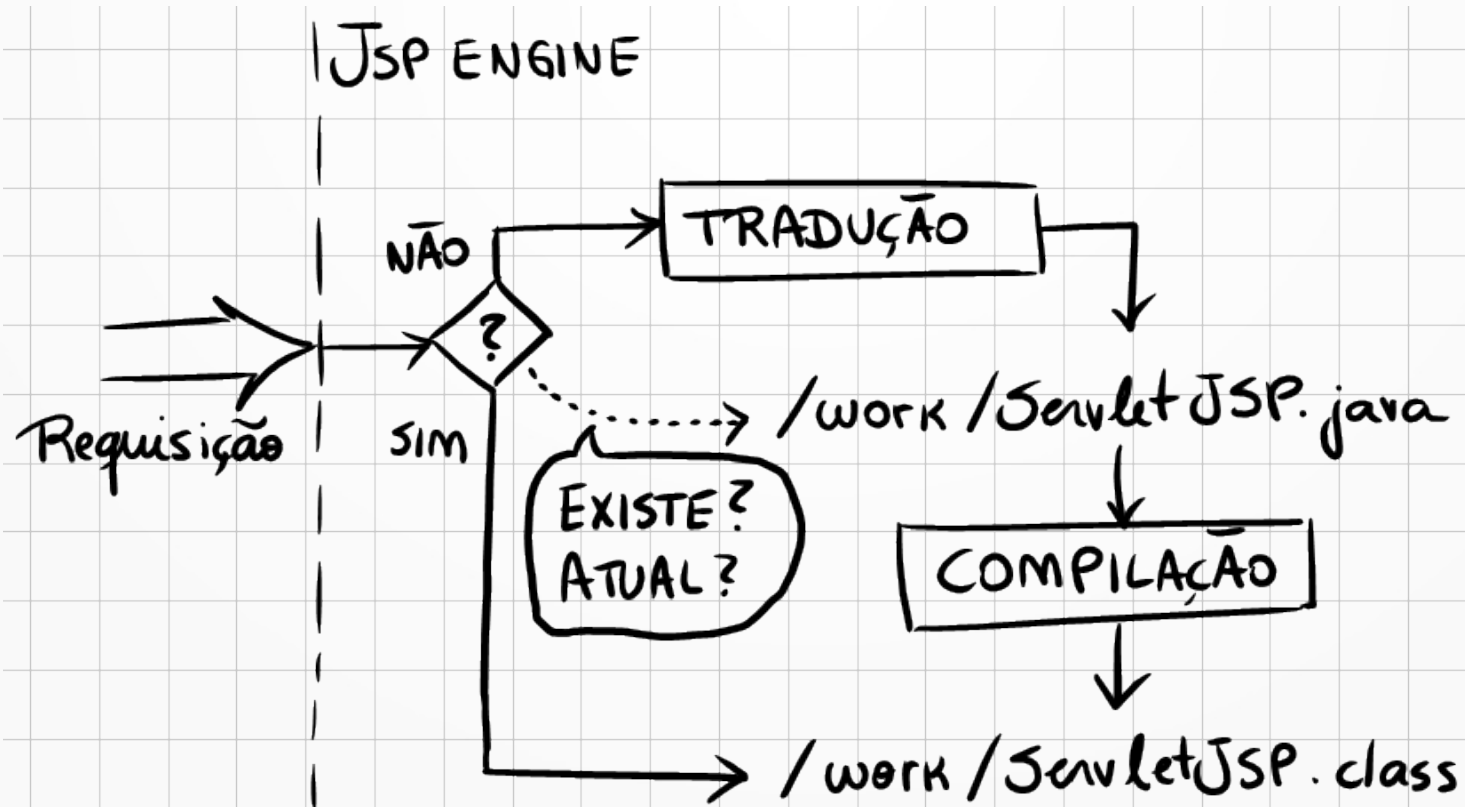 JSP ENGINE
NÃO
TRADUÇÃO
?
Requisição
SIM
/work/ServletJSP.java
EXISTE?
ATUAL?
COMPILAÇÃO
/work/ServletJSP.class